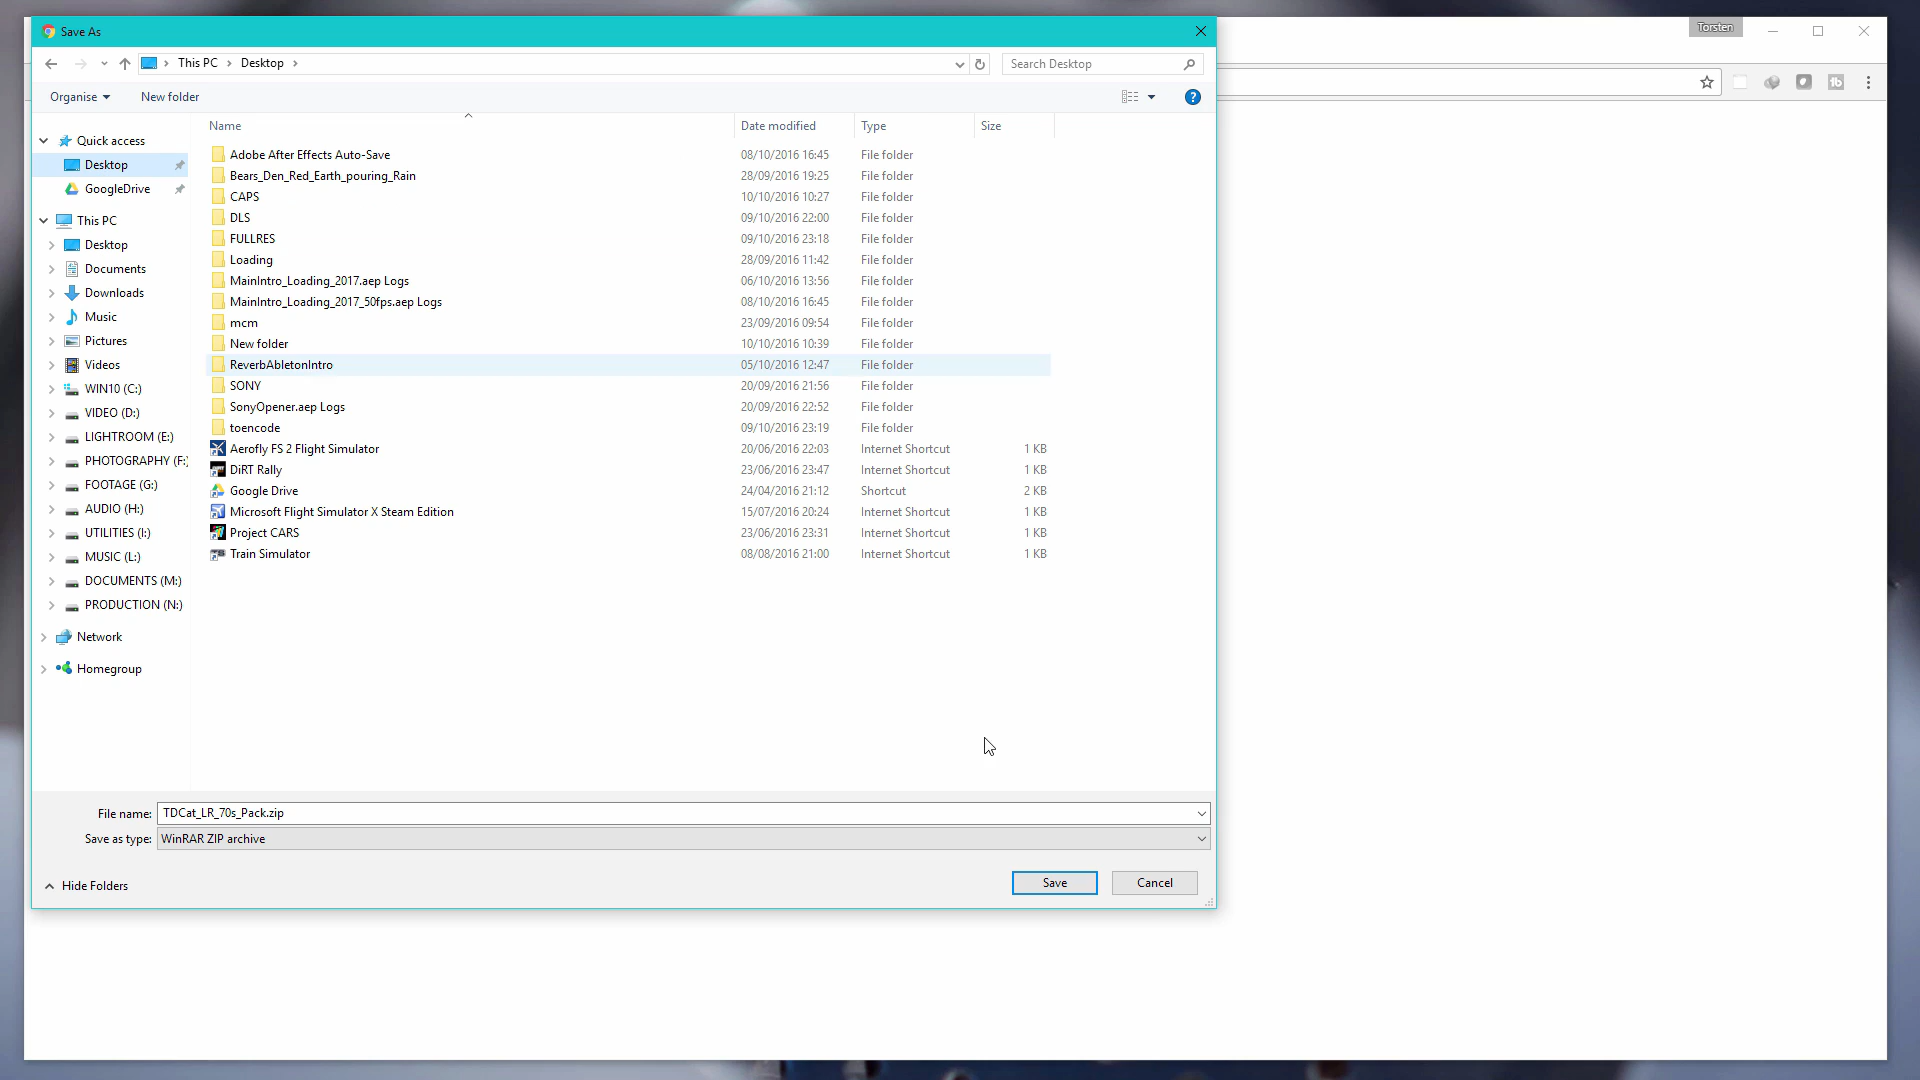 Save As
Torsten
This PC
Desktop
Search Desktop
Organise
New folder
?
Name Date modified Type Size
Quick access
Desktop
GoogleDrive
This PC
Desktop
Documents
Downloads
Music
Pictures
Videos
WIN10 (C:)
VIDEO (D:)
LIGHTROOM (E:)
PHOTOGRAPHY (F:)
FOOTAGE (G:)
AUDIO (H:)
UTILITIES (I:)
MUSIC (L:)
DOCUMENTS (M:)
PRODUCTION (N:)
Network
Homegroup
Adobe After Effects Auto-Save 08/10/2016 16:45 File folder
Bears_Den_Red_Earth_pouring_Rain 28/09/2016 19:25 File folder
CAPS 10/10/2016 10:27 File folder
DLS 09/10/2016 22:00 File folder
FULLRES 09/10/2016 23:18 File folder
Loading 28/09/2016 11:42 File folder
MainIntro_Loading_2017.aep Logs 06/10/2016 13:56 File folder
MainIntro_Loading_2017_50fps.aep Logs 08/10/2016 16:45 File folder
mcm 23/09/2016 09:54 File folder
New folder 10/10/2016 10:39 File folder
ReverbAbletonIntro 05/10/2016 12:47 File folder
SONY 20/09/2016 21:56 File folder
SonyOpener.aep Logs 20/09/2016 22:52 File folder
toencode 09/10/2016 23:19 File folder
Aerofly FS 2 Flight Simulator 20/06/2016 22:03 Internet Shortcut 1 KB
DiRT Rally 23/06/2016 23:47 Internet Shortcut 1 KB
Google Drive 24/04/2016 21:12 Shortcut 2 KB
Microsoft Flight Simulator X Steam Edition 15/07/2016 20:24 Internet Shortcut 1 KB
Project CARS 23/06/2016 23:31 Internet Shortcut 1 KB
Train Simulator 08/08/2016 21:00 Internet Shortcut 1 KB
File name: TDCat_LR_70s_Pack.zip
Save as type: WinRAR ZIP archive
Hide Folders
Save
Cancel